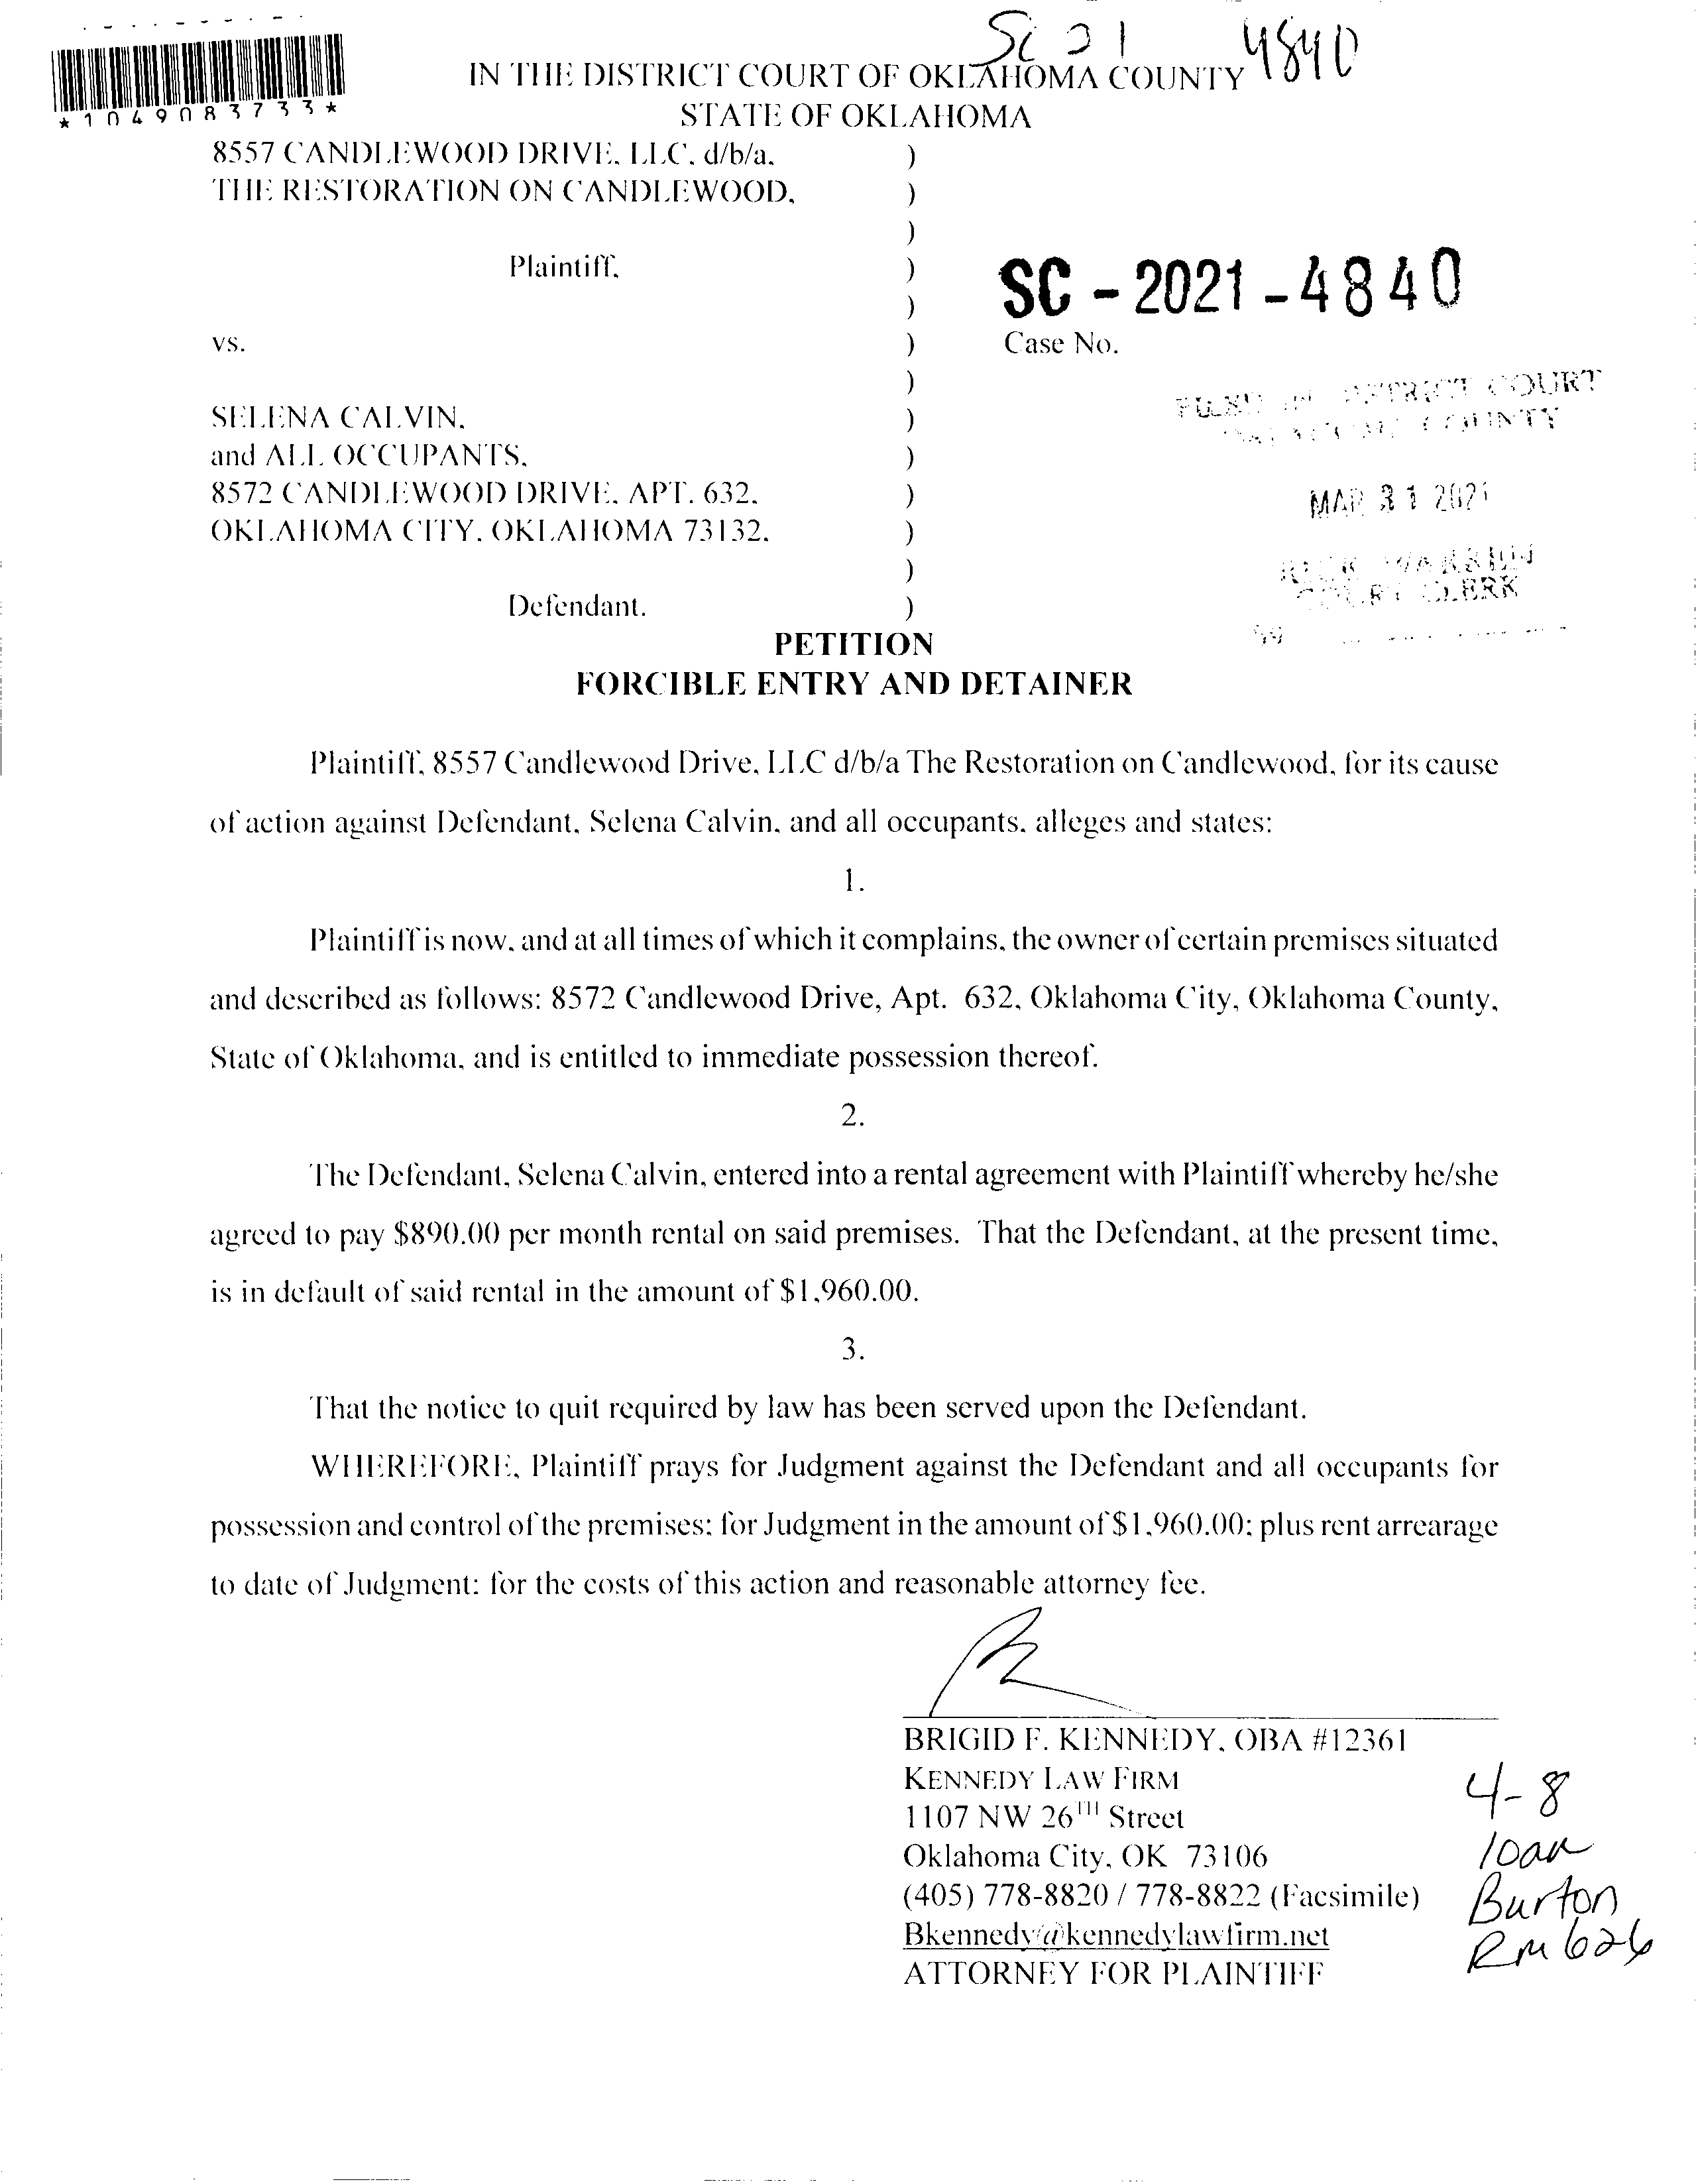 SC 21 4840
*1049083733*
IN THE DISTRICT COURT OF OKLAHOMA COUNTY
STATE OF OKLAHOMA
8557 CANDLEWOOD DRIVE, LLC, d/b/a, )
THE RESTORATION ON CANDLEWOOD, )
)
Plaintiff, )
)
SC - 2021 - 4840
vs. ) Case No.
)
SELENA CALVIN, )
and ALL OCCUPANTS, )
8572 CANDLEWOOD DRIVE, APT. 632, )
OKLAHOMA CITY, OKLAHOMA 73132, )
)
Defendant. )
DISTRICT COURT
COUNTY
MAR 31 2021
COURT CLERK
PETITION
FORCIBLE ENTRY AND DETAINER
Plaintiff, 8557 Candlewood Drive, LLC d/b/a The Restoration on Candlewood, for its cause
of action against Defendant, Selena Calvin, and all occupants, alleges and states:
1.
Plaintiff is now, and at all times of which it complains, the owner of certain premises situated
and described as follows: 8572 Candlewood Drive, Apt. 632, Oklahoma City, Oklahoma County,
State of Oklahoma, and is entitled to immediate possession thereof.
2.
The Defendant, Selena Calvin, entered into a rental agreement with Plaintiff whereby he/she
agreed to pay $890.00 per month rental on said premises. That the Defendant, at the present time,
is in default of said rental in the amount of $1,960.00.
3.
That the notice to quit required by law has been served upon the Defendant.
WHEREFORE, Plaintiff prays for Judgment against the Defendant and all occupants for
possession and control of the premises; for Judgment in the amount of $1,960.00; plus rent arrearage
to date of Judgment; for the costs of this action and reasonable attorney fee.
BRIGID F. KENNEDY, OBA #12361
KENNEDY LAW FIRM
1107 NW 26TH Street
Oklahoma City, OK 73106
(405) 778-8820 / 778-8822 (Facsimile)
Bkennedy@kennedylawfirm.net
ATTORNEY FOR PLAINTIFF
4-8
10am
Burton
Rm 626